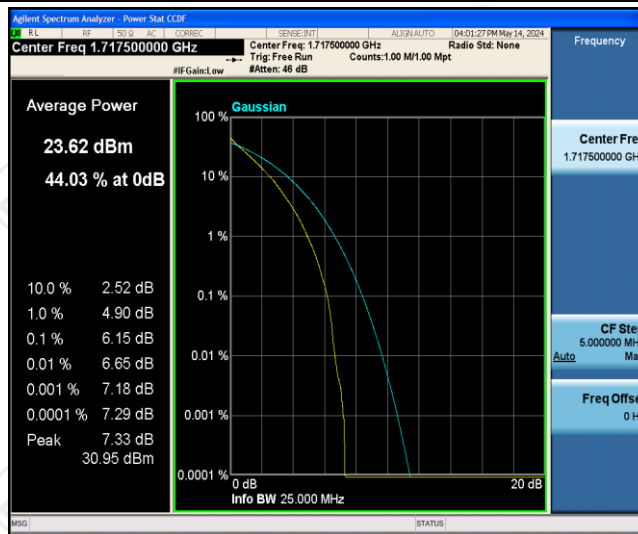 Agilent Spectrum Analyzer - Power Stat CCDF
RL RF 50 Ω AC CORREC SENSE:INT ALIGN AUTO 04:01:27 PM May 14, 2024
Center Freq 1.717500000 GHz
Center Freq: 1.717500000 GHz Radio Std: None
Trig: Free Run Counts:1.00 M/1.00 Mpt
#IFGain:Low #Atten: 46 dB
Frequency
Average Power
23.62 dBm
44.03 % at 0dB
10.0 % 2.52 dB
1.0 % 4.90 dB
0.1 % 6.15 dB
0.01 % 6.65 dB
0.001 % 7.18 dB
0.0001 % 7.29 dB
Peak 7.33 dB
30.95 dBm
Gaussian
100 %
10 %
1 %
0.1 %
0.01 %
0.001 %
0.0001 %
0 dB 20 dB
Info BW 25.000 MHz
Center Fre
1.717500000 GH
CF Ste
5.000000 MH
Auto Ma
Freq Offse
0 H
MSG STATUS